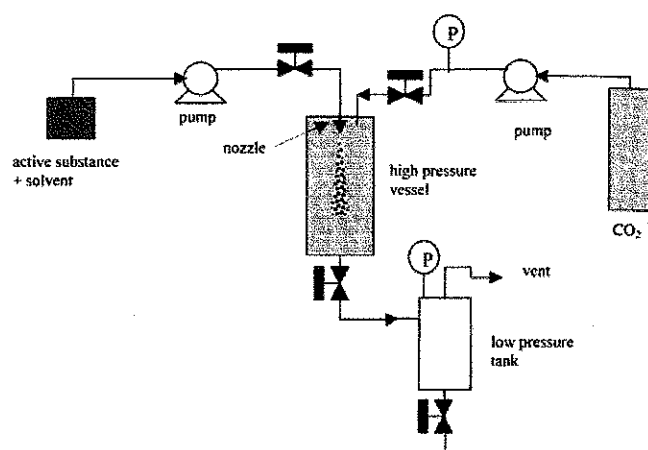 P
pump
pump
nozzle
active substance
+ solvent
high pressure
vessel
CO₂
P
vent
low pressure
tank